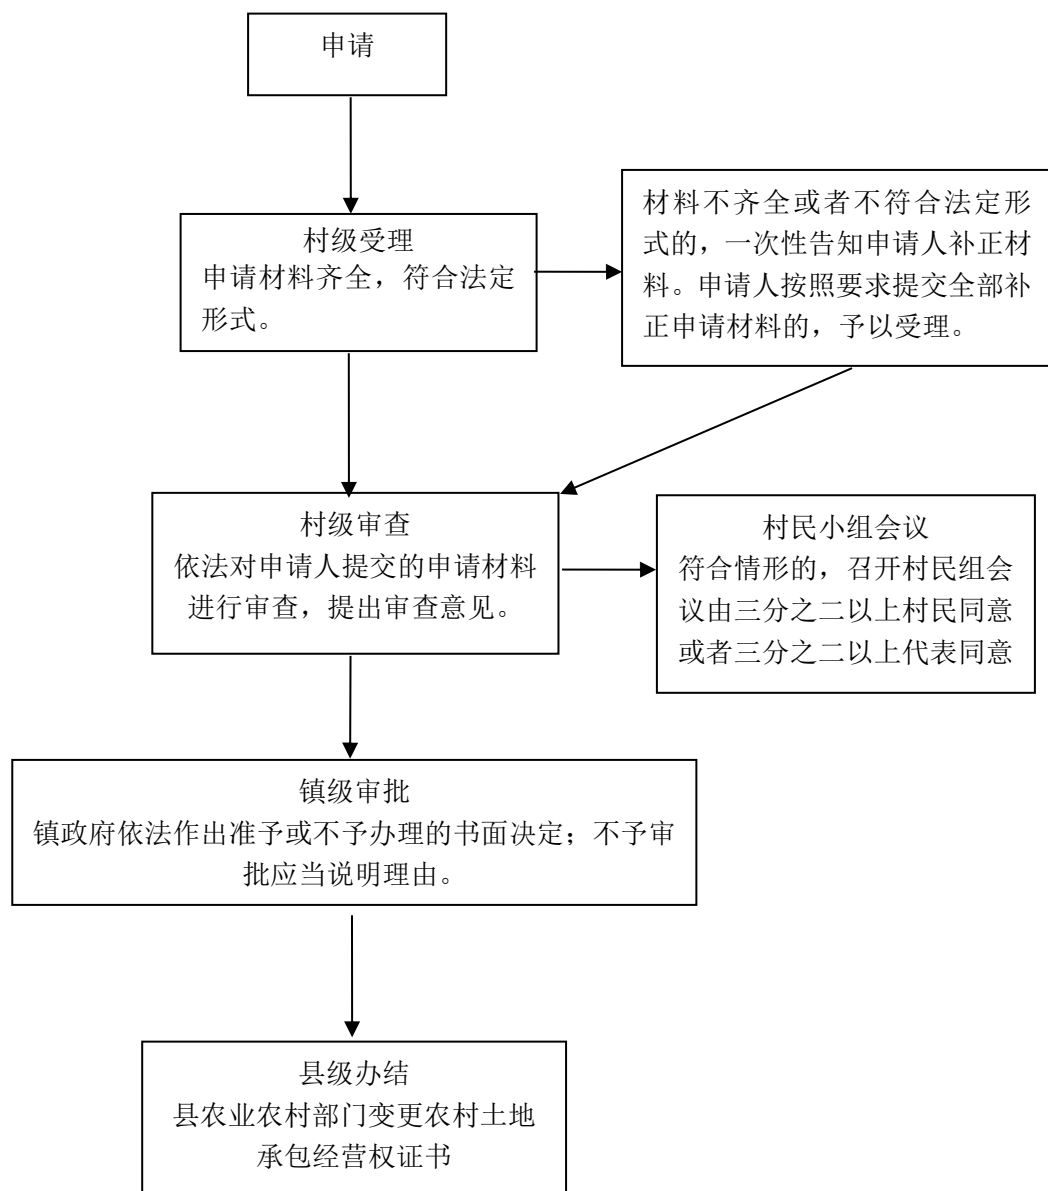 申请
村级受理
申请材料齐全，符合法定
形式。
材料不齐全或者不符合法定形
式的，一次性告知申请人补正材
料。申请人按照要求提交全部补
正申请材料的，予以受理。
村级审查
依法对申请人提交的申请材料
进行审查，提出审查意见。
村民小组会议
符合情形的，召开村民组会
议由三分之二以上村民同意
或者三分之二以上代表同意
镇级审批
镇政府依法作出准予或不予办理的书面决定；不予审
批应当说明理由。
县级办结
县农业农村部门变更农村土地
承包经营权证书